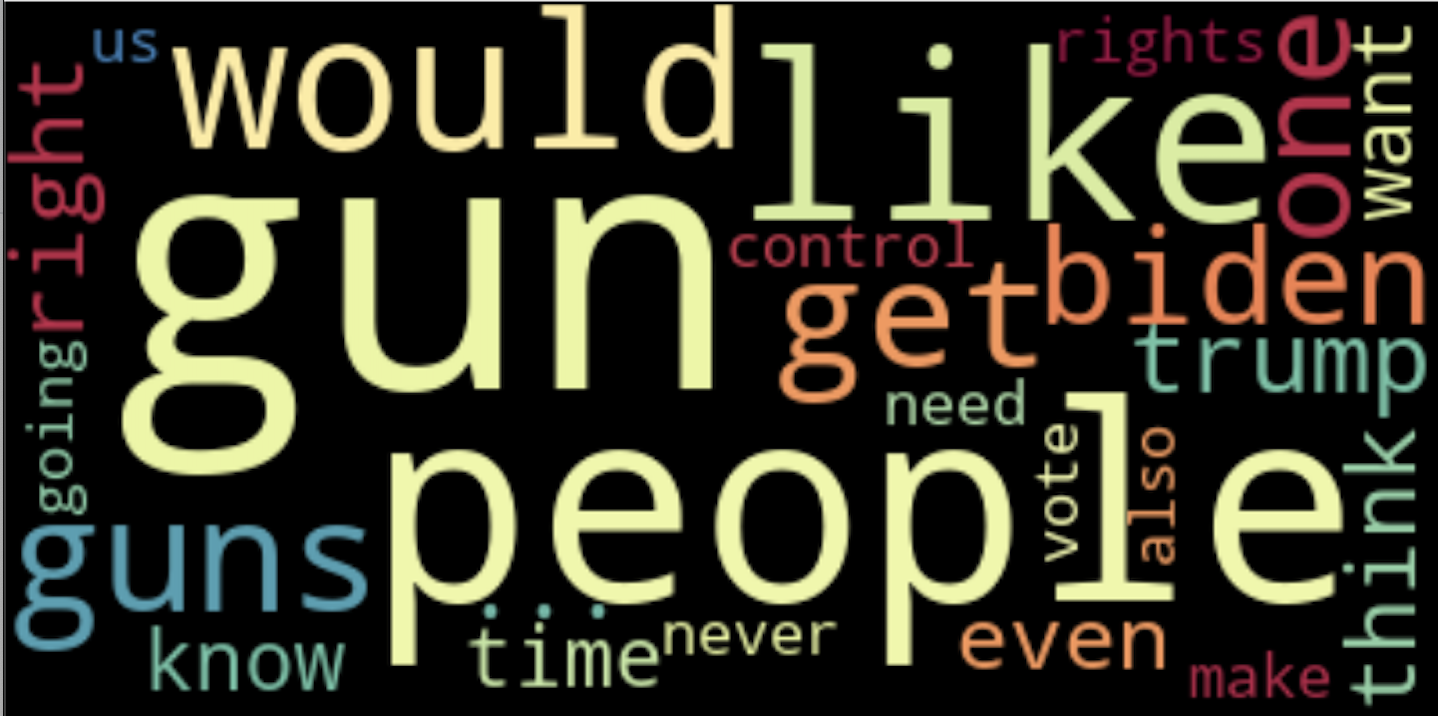 us
would
like
rights
one
want
right
gun
control
get
biden
trump
need
going
people
vote
also
think
guns
...
know
time
never
even
make